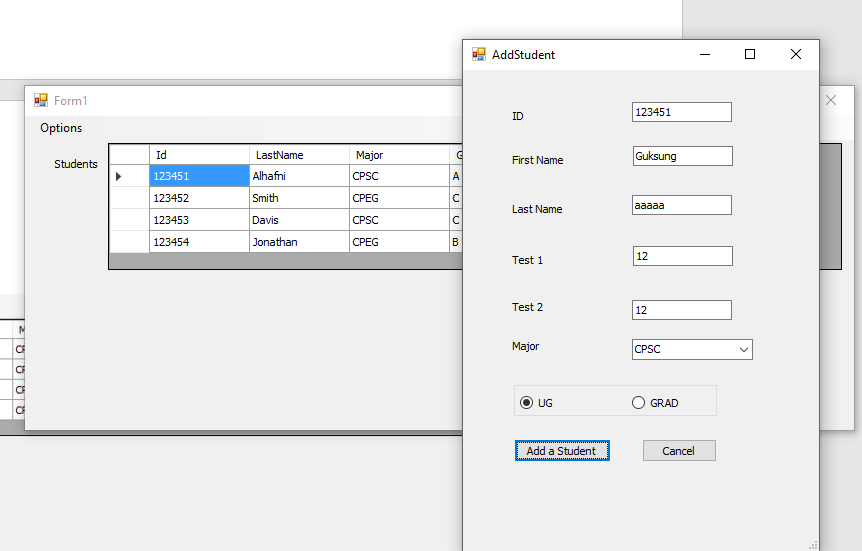 AddStudent
Form1
Options
Students
Id LastName Major G
123451 Alhafni CPSC A
123452 Smith CPEG C
123453 Davis CPSC C
123454 Jonathan CPEG B
M
CP
CP
CP
CP
ID 123451
First Name Guksung
Last Name aaaaa
Test 1 12
Test 2 12
Major CPSC
UG GRAD
Add a Student Cancel